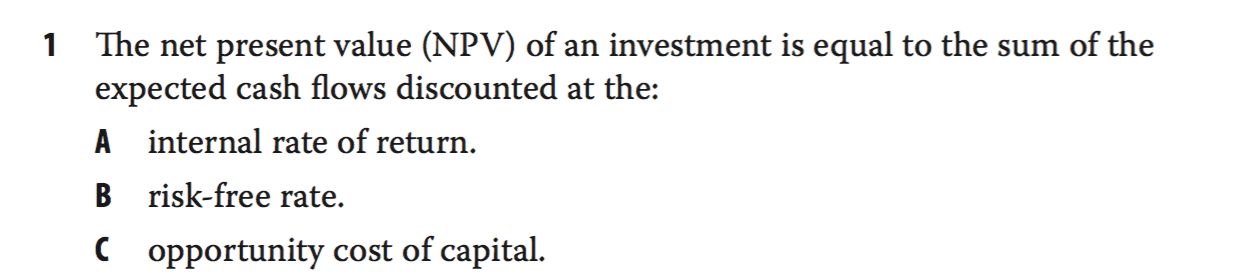 1 The net present value (NPV) of an investment is equal to the sum of the
expected cash flows discounted at the:
A internal rate of return.
B risk-free rate.
C opportunity cost of capital.